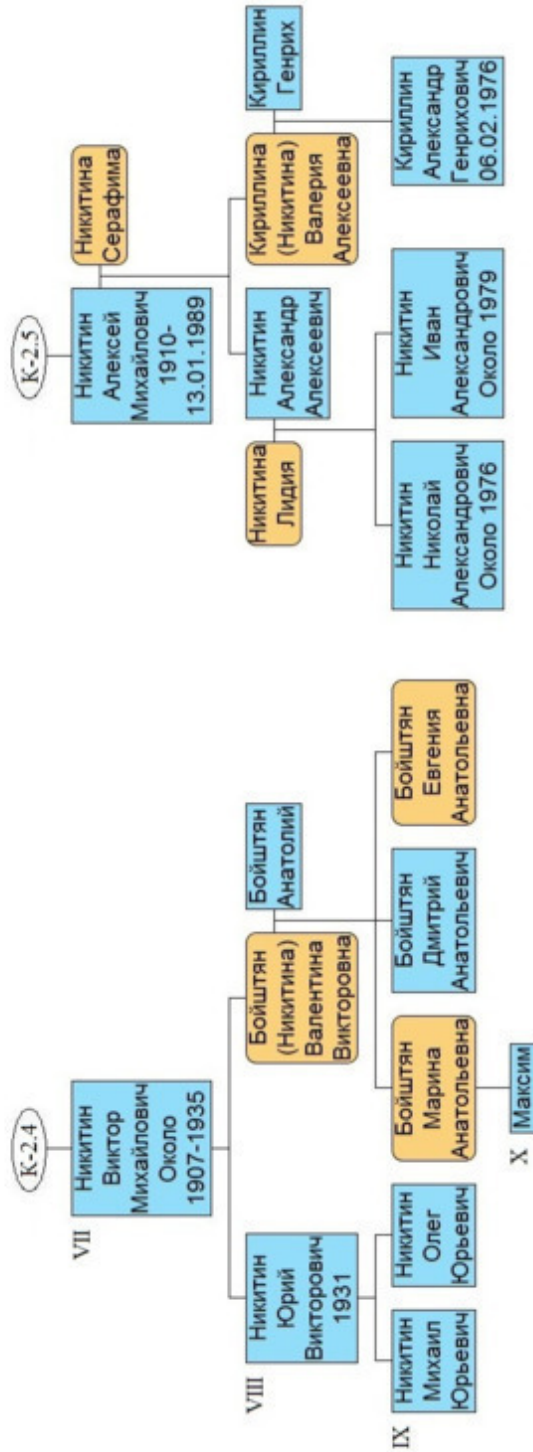 К-2.4
VII
Никитин
Виктор
Михайлович
Около
1907-1935
VIII
Никитин
Юрий
Викторович
1931
Бойштян
(Никитина)
Валентина
Викторовна
Бойштян
Анатолий
IX
Никитин
Михаил
Юрьевич
Никитин
Олег
Юрьевич
Бойштян
Марина
Анатольевна
Бойштян
Дмитрий
Анатольевич
Бойштян
Евгения
Анатольевна
X
Максим
К-2.5
Никитин
Алексей
Михайлович
1910-
13.01.1989
Никитина
Серафима
Никитина
Лидия
Никитин
Александр
Алексеевич
Кириллина
(Никитина)
Валерия
Алексеевна
Кириллин
Генрих
Никитин
Николай
Александрович
Около 1976
Никитин
Иван
Александрович
Около 1979
Кириллин
Александр
Генрихович
06.02.1976